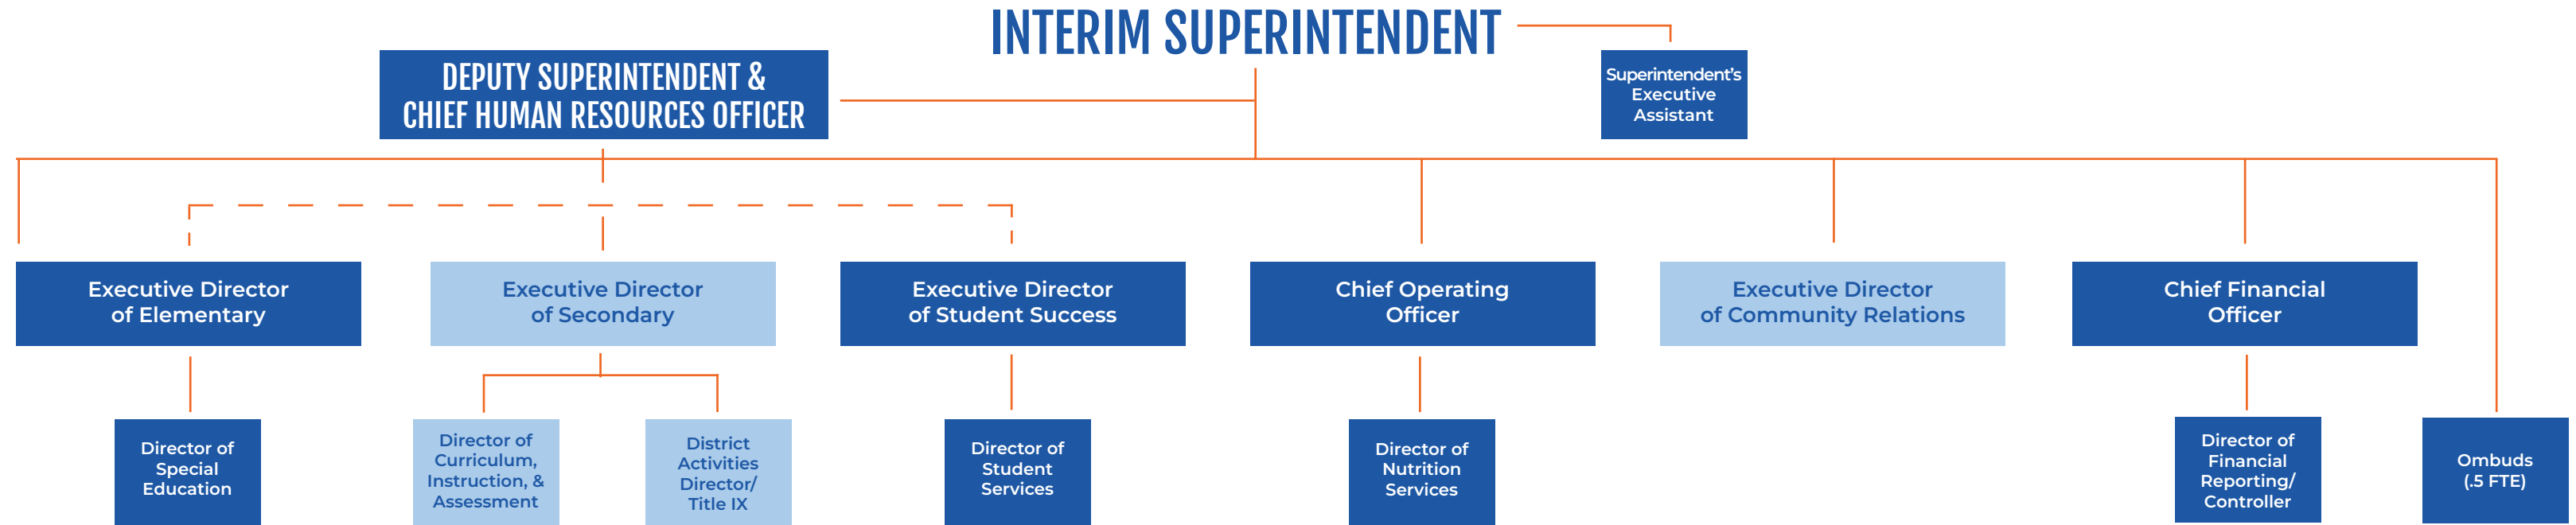 INTERIM SUPERINTENDENT
DEPUTY SUPERINTENDENT &
CHIEF HUMAN RESOURCES OFFICER
Superintendent's
Executive
Assistant
Executive Director
of Elementary
Executive Director
of Secondary
Executive Director
of Student Success
Chief Operating
Officer
Executive Director
of Community Relations
Chief Financial
Officer
Director of
Special
Education
Director of
Curriculum,
Instruction, &
Assessment
District
Activities
Director/
Title IX
Director of
Student
Services
Director of
Nutrition
Services
Director of
Financial
Reporting/
Controller
Ombuds
(.5 FTE)